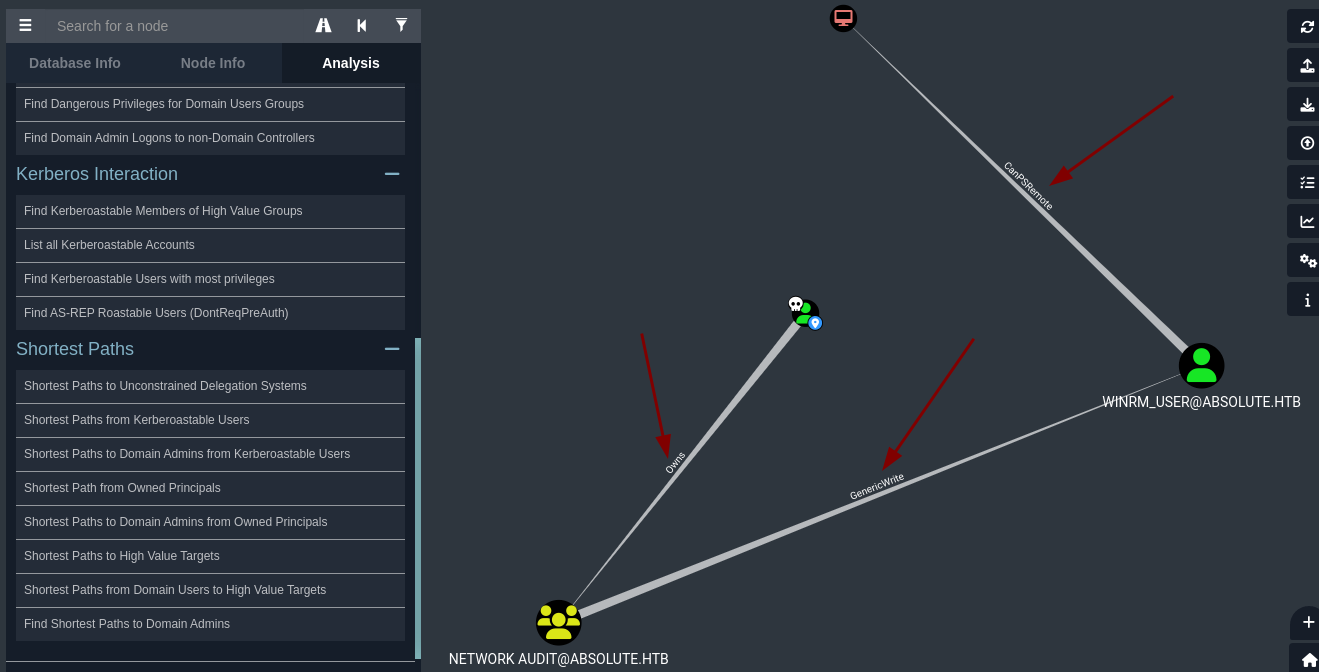 Search for a node
Database Info
Node Info
Analysis
Find Dangerous Privileges for Domain Users Groups
Find Domain Admin Logons to non-Domain Controllers
Kerberos Interaction
Find Kerberoastable Members of High Value Groups
List all Kerberoastable Accounts
Find Kerberoastable Users with most privileges
Find AS-REP Roastable Users (DontReqPreAuth)
Shortest Paths
Shortest Paths to Unconstrained Delegation Systems
Shortest Paths from Kerberoastable Users
Shortest Paths to Domain Admins from Kerberoastable Users
Shortest Path from Owned Principals
Shortest Paths to Domain Admins from Owned Principals
Shortest Paths to High Value Targets
Shortest Paths from Domain Users to High Value Targets
Find Shortest Paths to Domain Admins
CanPSRemote
WINRM_USER@ABSOLUTE.HTB
Owns
GenericWrite
NETWORK AUDIT@ABSOLUTE.HTB